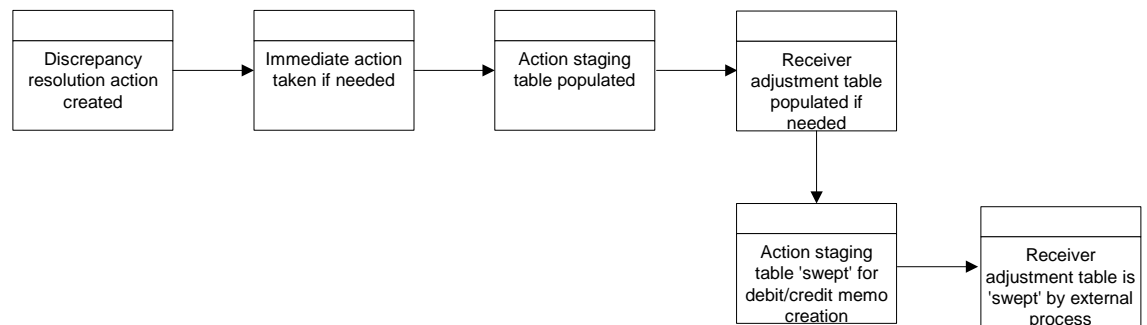 Discrepancy
resolution action
created
Immediate action
taken if needed
Action staging
table populated
Receiver
adjustment table
populated if
needed
Action staging
table 'swept' for
debit/credit memo
creation
Receiver
adjustment table is
'swept' by external
process